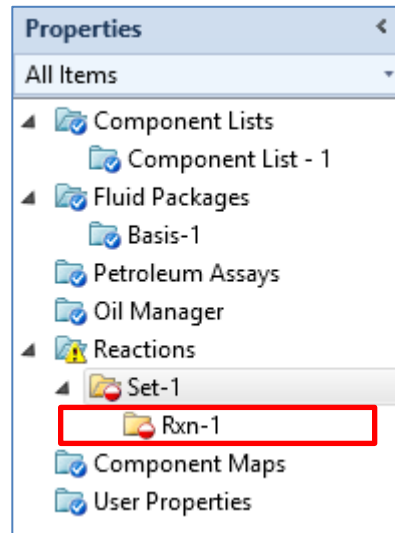 Properties
All Items
Component Lists
Component List - 1
Fluid Packages
Basis-1
Petroleum Assays
Oil Manager
Reactions
Set-1
Rxn-1
Component Maps
User Properties